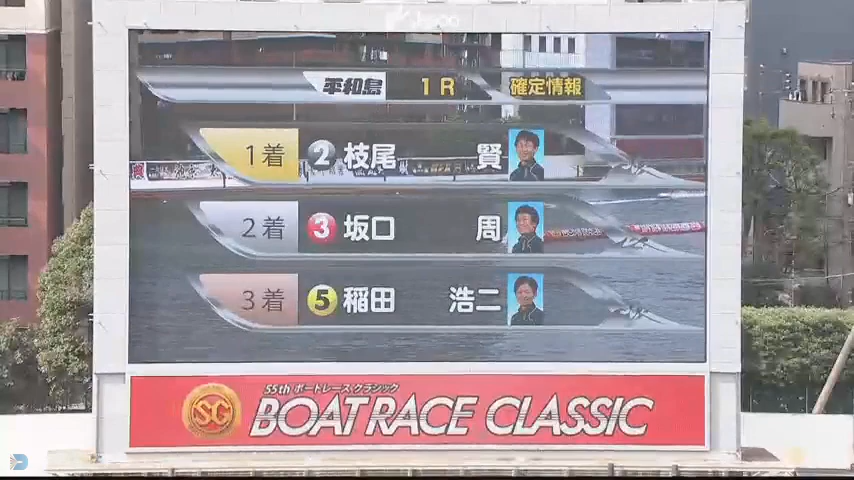 平和島 1R 確定情報
1着 2 枝尾 賢
2着 3 坂口 周
3着 5 稲田 浩二
55th ボートレース クラシック
SG BOAT RACE CLASSIC